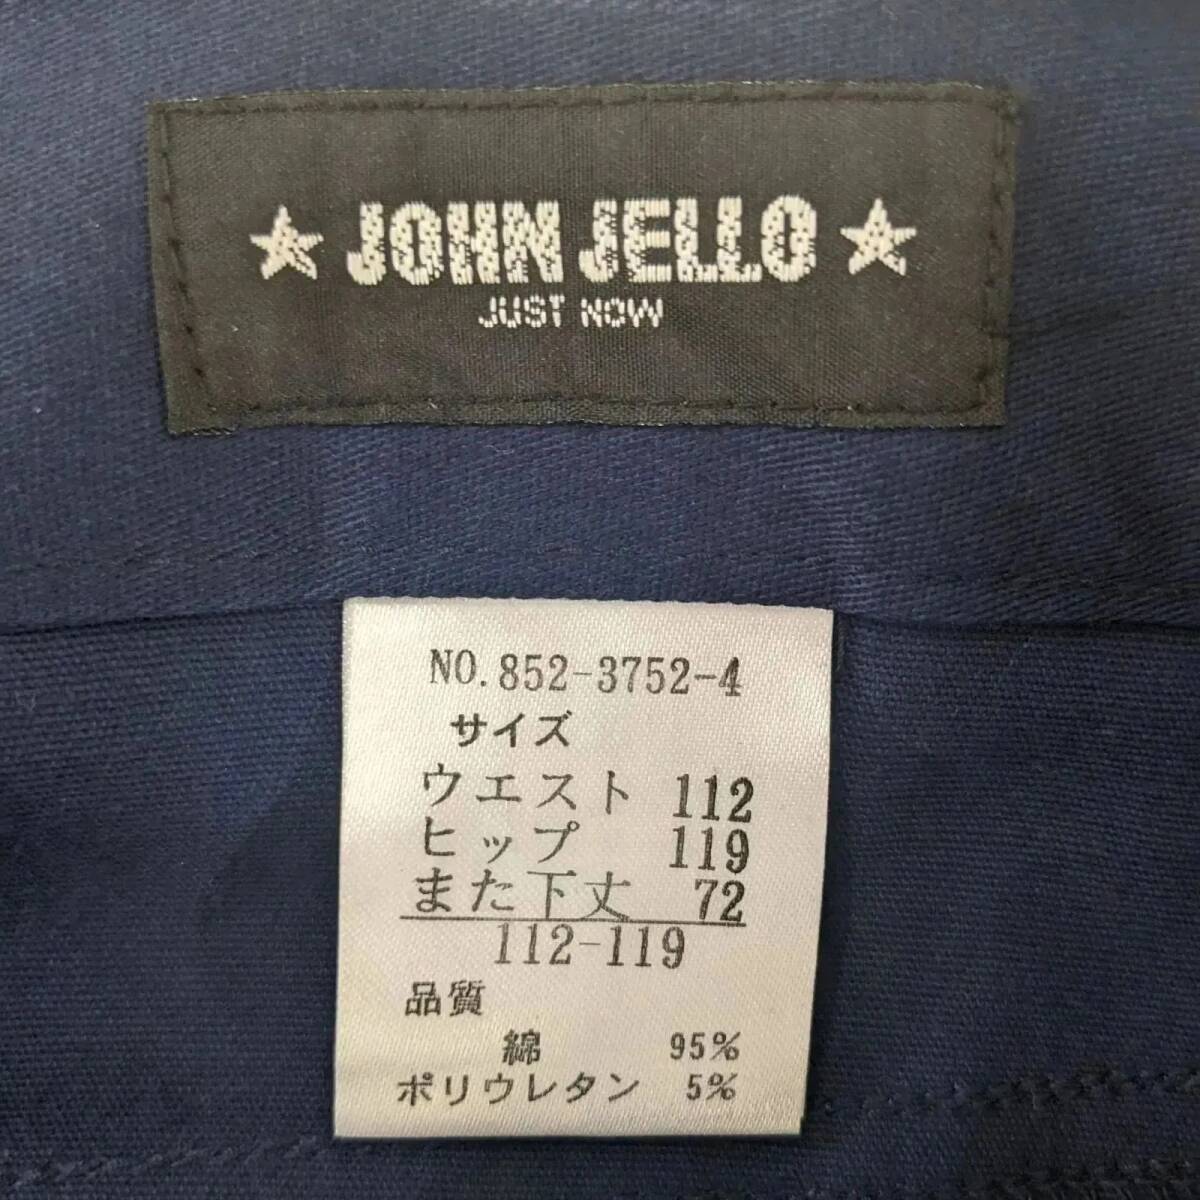 ★ JOHN JELLO ★
JUST NOW
NO.852-3752-4
サイズ
ウエスト 112
ヒップ 119
また下丈 72
112-119
品質
綿 95%
ポリウレタン 5%